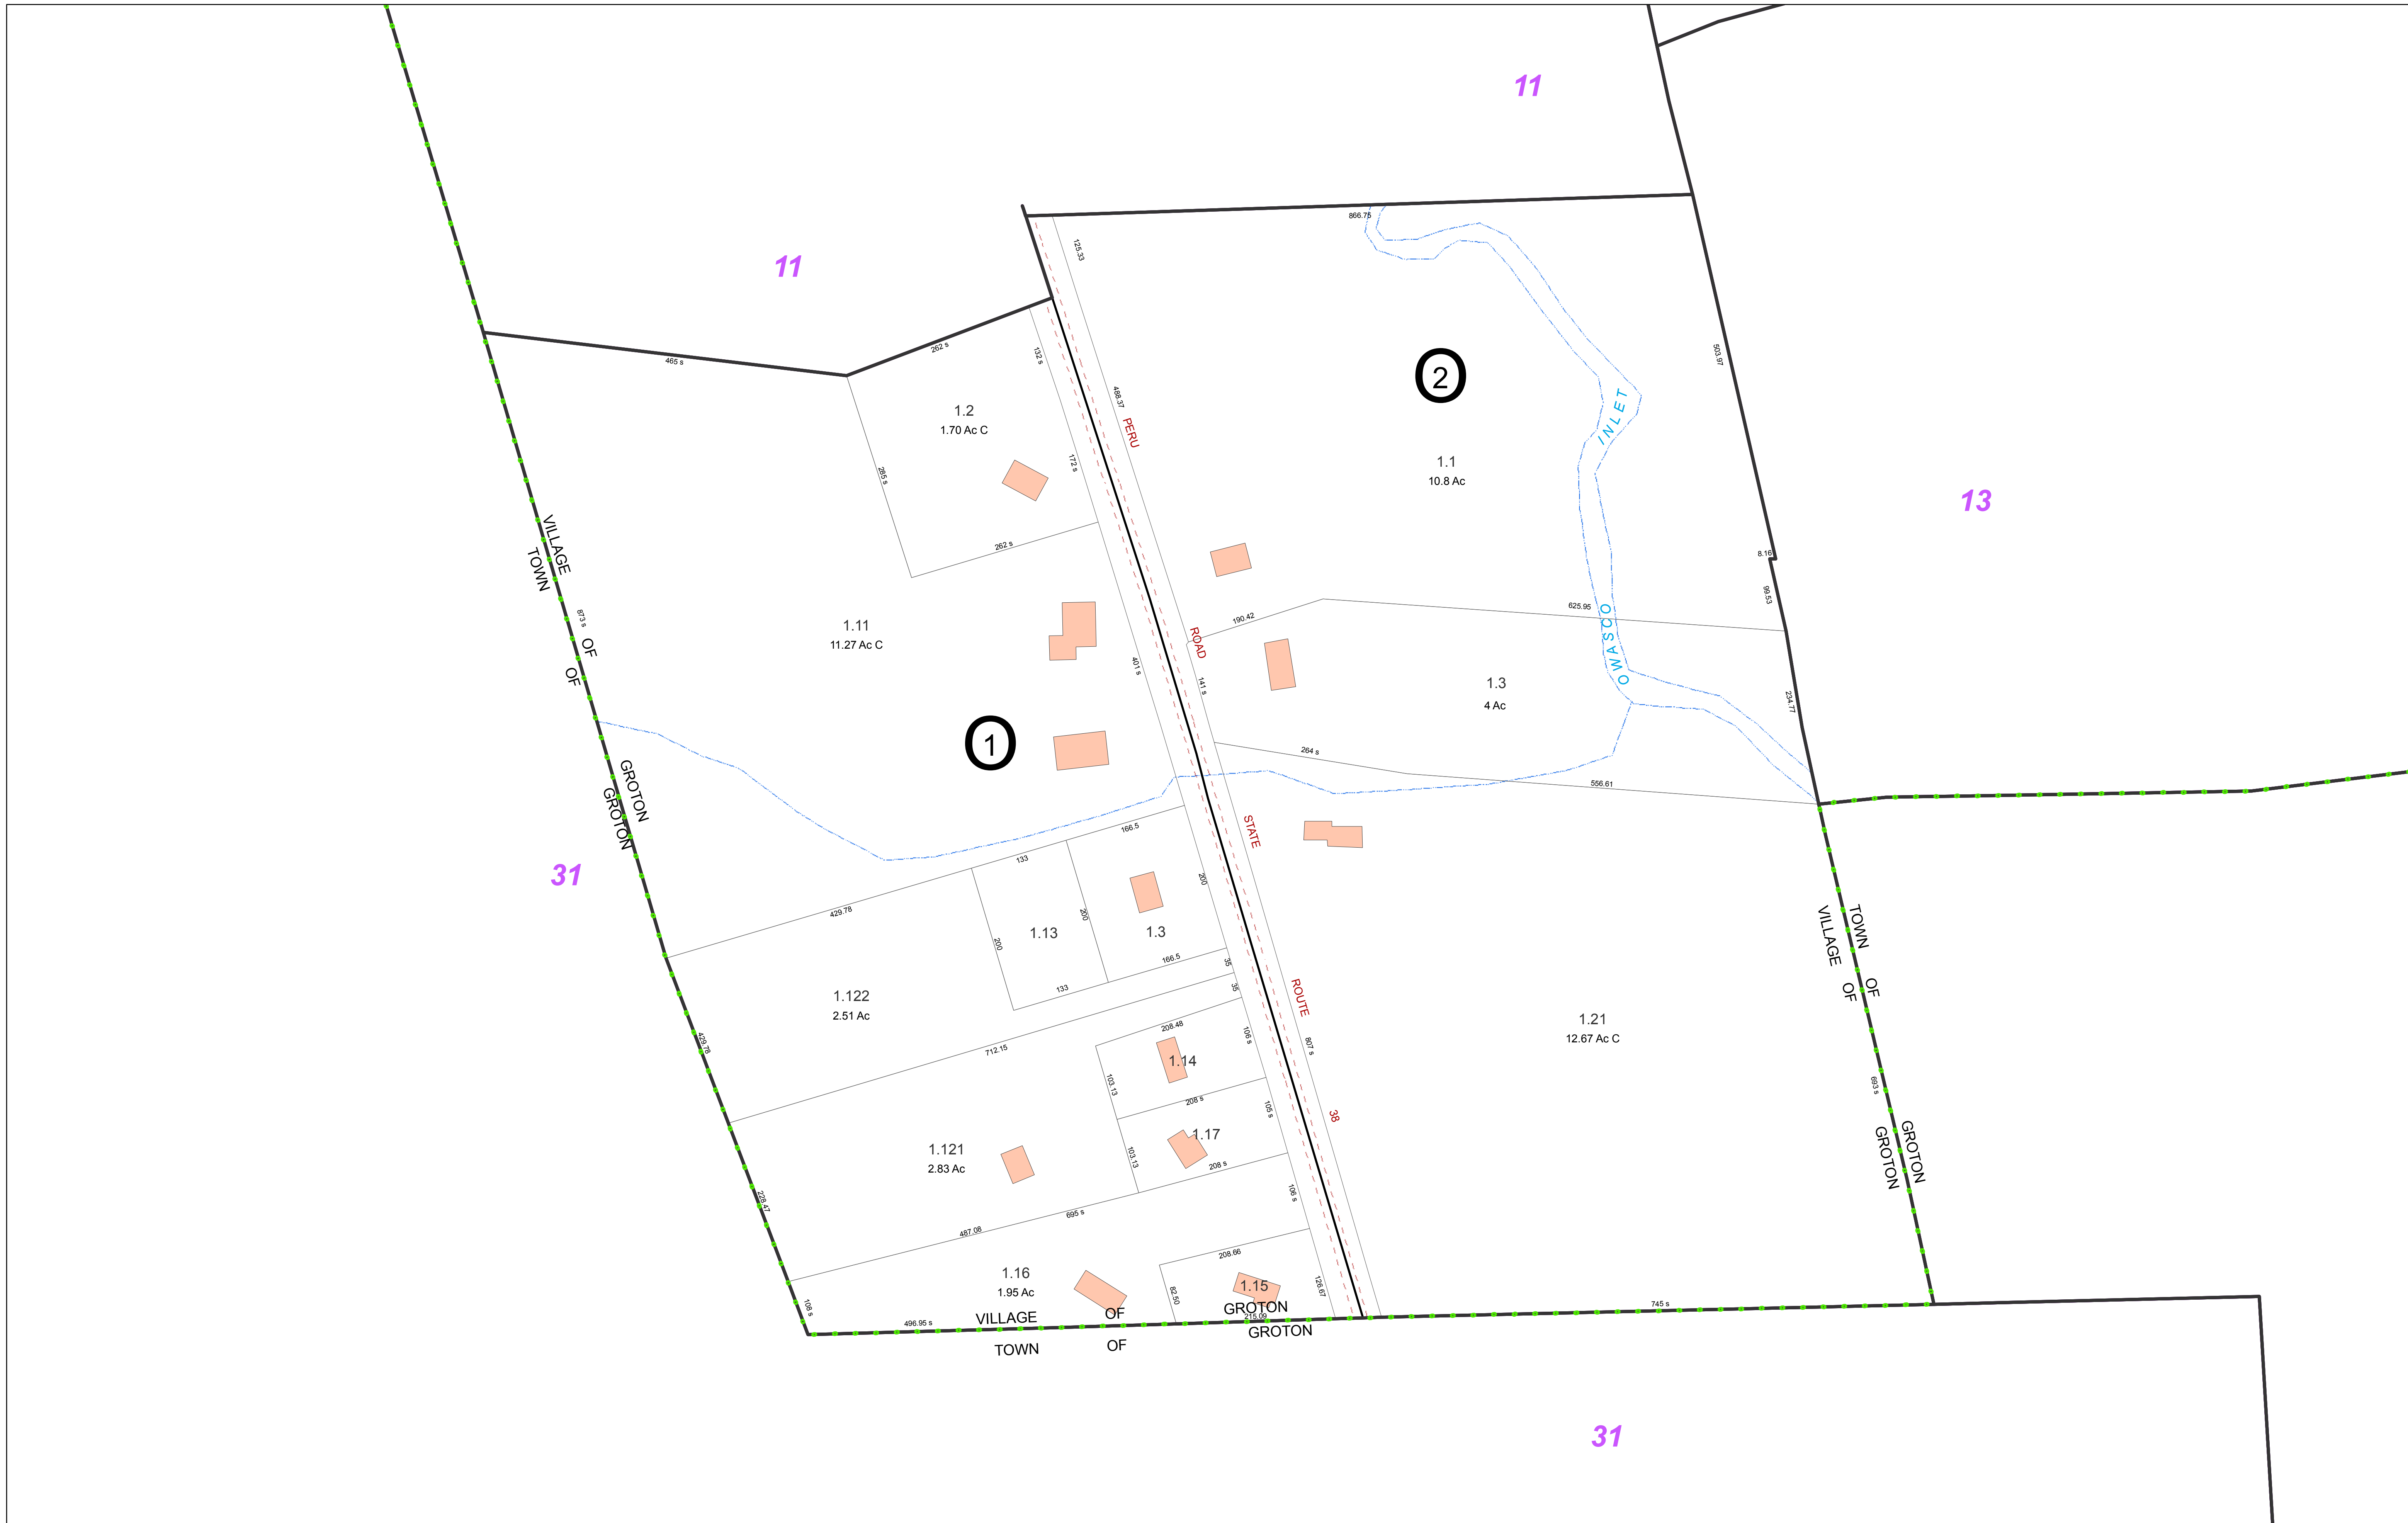 11
866.75
125.33
11
262 s
465 s
132 s
503.97
2
488.37
PERU
1.2
1.70 Ac C
INLET
172 s
285 s
1.1
10.8 Ac
13
262 s
VILLAGE OF GROTON
TOWN OF GROTON
873 s
8.16
99.53
625.95
190.42
OWASCO
1.11
11.27 Ac C
ROAD
401 s
141 s
1.3
4 Ac
234.77
1
264 s
556.61
STATE
166.5
133
31
200
429.78
200
200
1.13
1.3
166.5
35
133
35
TOWN OF GROTON
VILLAGE OF GROTON
1.122
2.51 Ac
ROUTE
1.21
12.67 Ac C
208.48
106 s
807 s
429.78
712.15
1.14
103.13
693 s
208 s
105 s
38
1.17
1.121
2.83 Ac
103.13
208 s
106 s
228.47
695 s
487.08
208.66
1.16
1.95 Ac
1.15
126.67
82.50
108 s
745 s
VILLAGE OF GROTON
215.09
496.95 s
TOWN OF GROTON
31